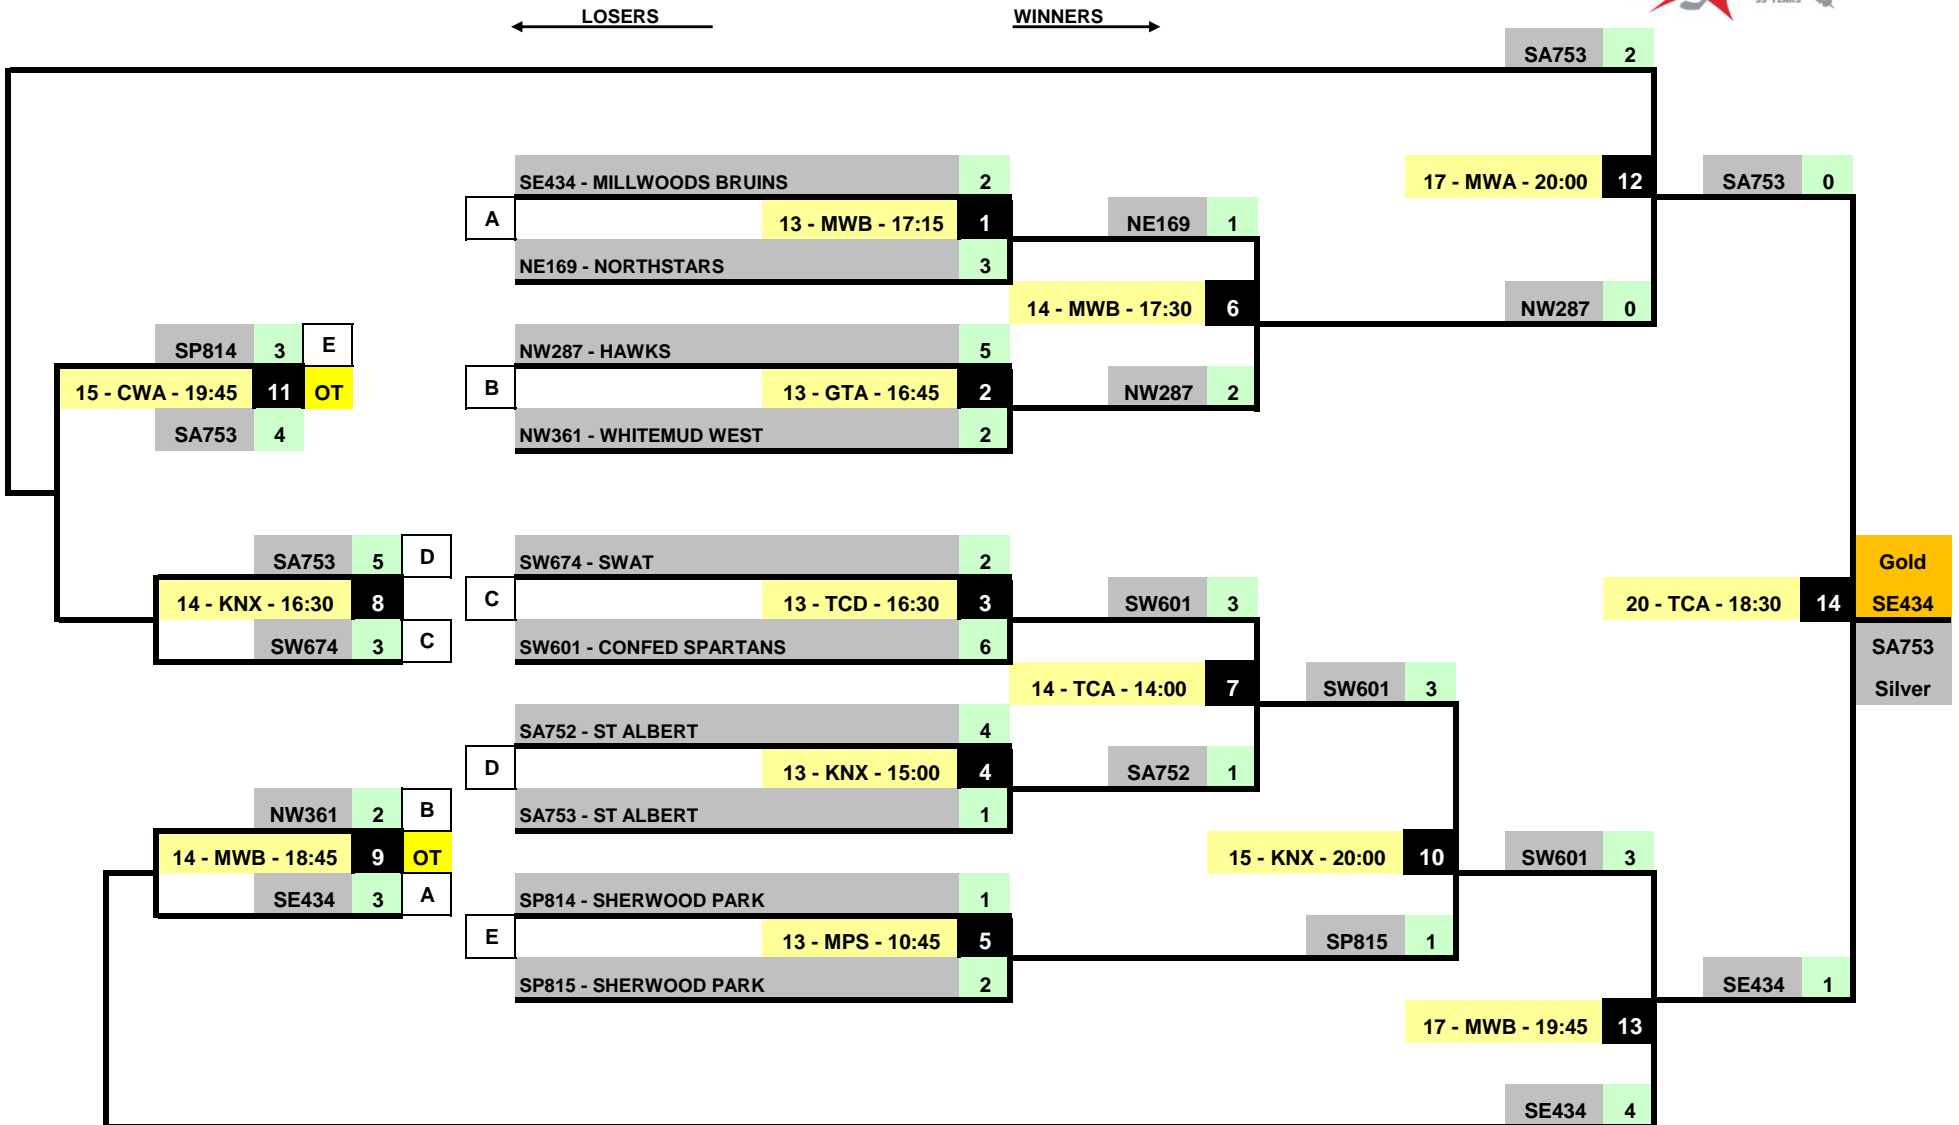 LOSERS
WINNERS
35 YEARS
SA753 2
SE434 - MILLWOODS BRUINS 2
17 - MWA - 20:00 12
SA753 0
A
13 - MWB - 17:15 1
NE169 1
NE169 - NORTHSTARS 3
14 - MWB - 17:30 6
NW287 0
SP814 3 E
NW287 - HAWKS 5
15 - CWA - 19:45 11 OT
B
13 - GTA - 16:45 2
NW287 2
SA753 4
NW361 - WHITEMUD WEST 2
SA753 5 D
SW674 - SWAT 2
Gold
14 - KNX - 16:30 8
C
13 - TCD - 16:30 3
SW601 3
20 - TCA - 18:30 14
SE434
SW674 3 C
SW601 - CONFED SPARTANS 6
SA753
14 - TCA - 14:00 7
SW601 3
Silver
SA752 - ST ALBERT 4
D
13 - KNX - 15:00 4
SA752 1
NW361 2 B
SA753 - ST ALBERT 1
14 - MWB - 18:45 9 OT
15 - KNX - 20:00 10
SW601 3
SE434 3 A
SP814 - SHERWOOD PARK 1
E
13 - MPS - 10:45 5
SP815 1
SP815 - SHERWOOD PARK 2
SE434 1
17 - MWB - 19:45 13
SE434 4